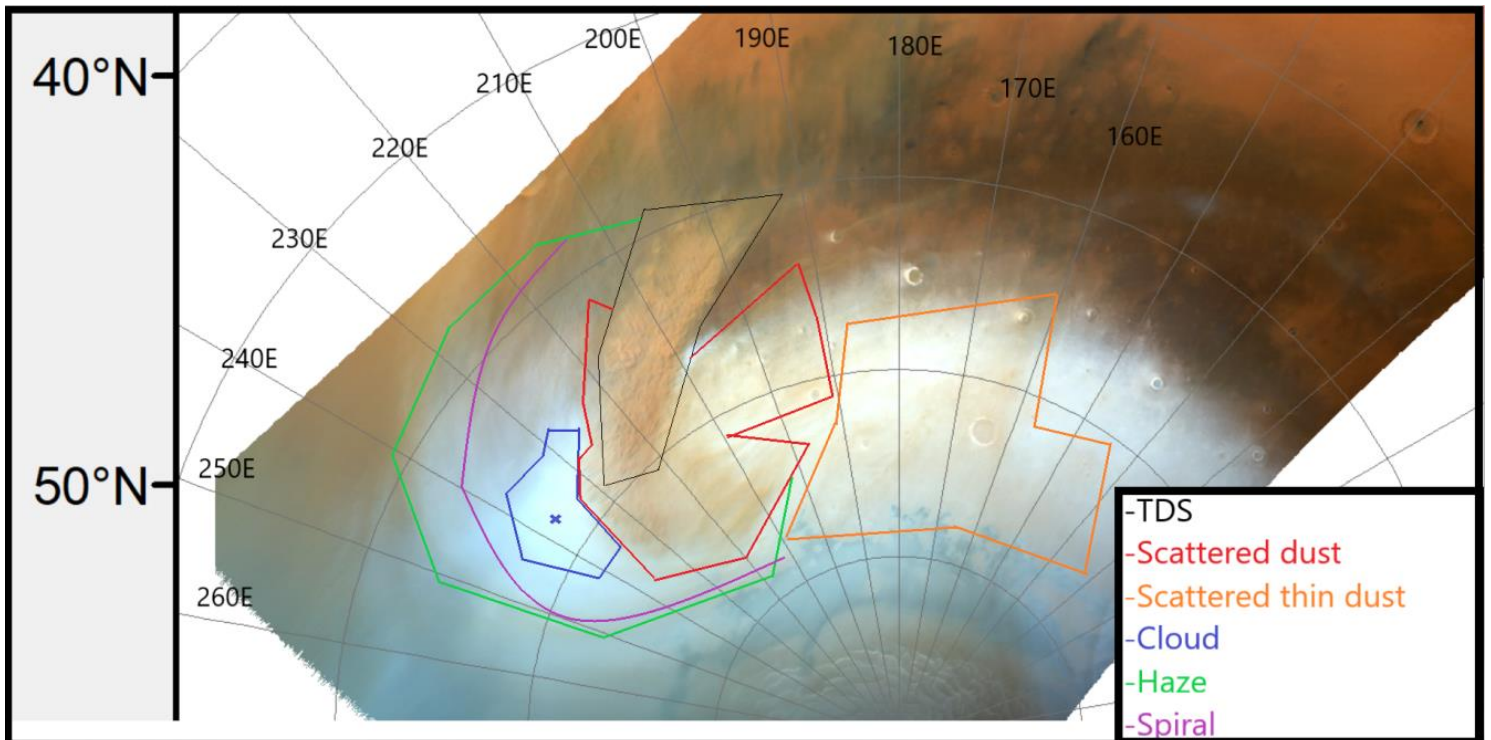 200E
190E
180E
40°N
210E
170E
160E
220E
230E
240E
250E
50°N
260E
-TDS
-Scattered dust
-Scattered thin dust
-Cloud
-Haze
-Spiral